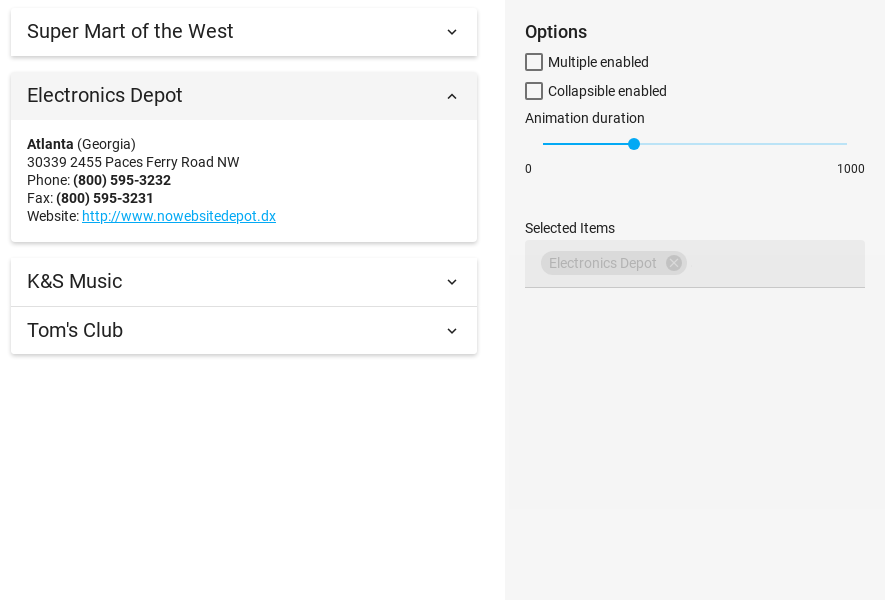 Super Mart of the West
Electronics Depot
Atlanta (Georgia)
30339 2455 Paces Ferry Road NW
Phone: (800) 595-3232
Fax: (800) 595-3231
Website: http://www.nowebsitedepot.dx
K&S Music
Tom's Club
Options
Multiple enabled
Collapsible enabled
Animation duration
0 1000
Selected Items
Electronics Depot